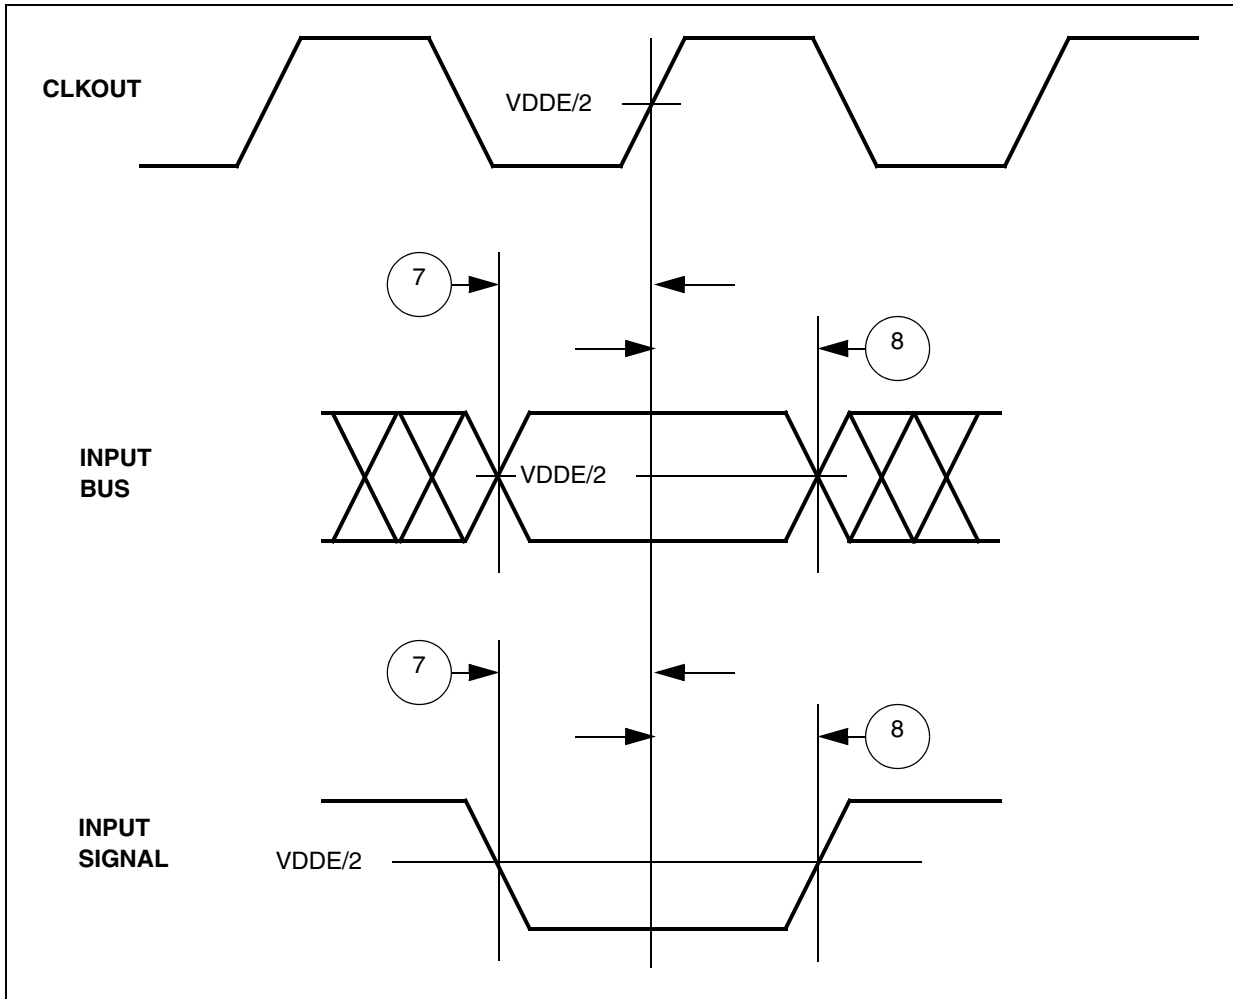 CLKOUT
VDDE/2
7
8
INPUT
BUS
VDDE/2
7
8
INPUT
SIGNAL
VDDE/2